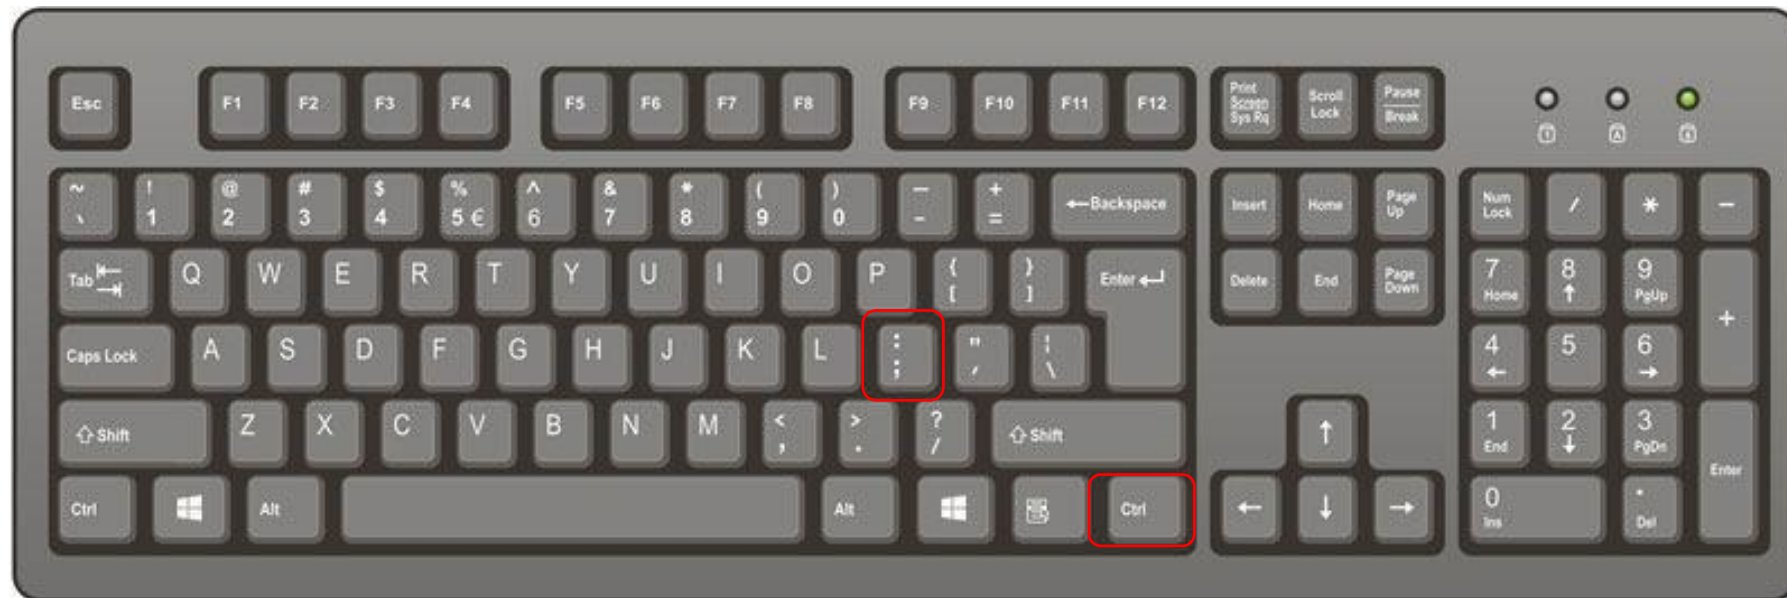 Esc F1 F2 F3 F4 F5 F6 F7 F8 F9 F10 F11 F12 Print Screen Sys Rq Scroll Lock Pause Break
1 A
~ ! @ # $ % ^ & * ( ) — +
` 1 2 3 4 5 € 6 7 8 9 0 - = ←Backspace Insert Home Page Up Num Lock / * −
Tab Q W E R T Y U I O P { }
[ ] Enter Delete End Page Down 7 Home 8 ↑ 9 PgUp +
Caps Lock A S D F G H J K L : " ¦
; ' \ 4 ← 5 6 →
⇧ Shift Z X C V B N M < > ?
, . / ⇧ Shift ↑ 1 End 2 ↓ 3 PgDn Enter
Ctrl Alt Alt Ctrl ← ↓ → 0 Ins . Del